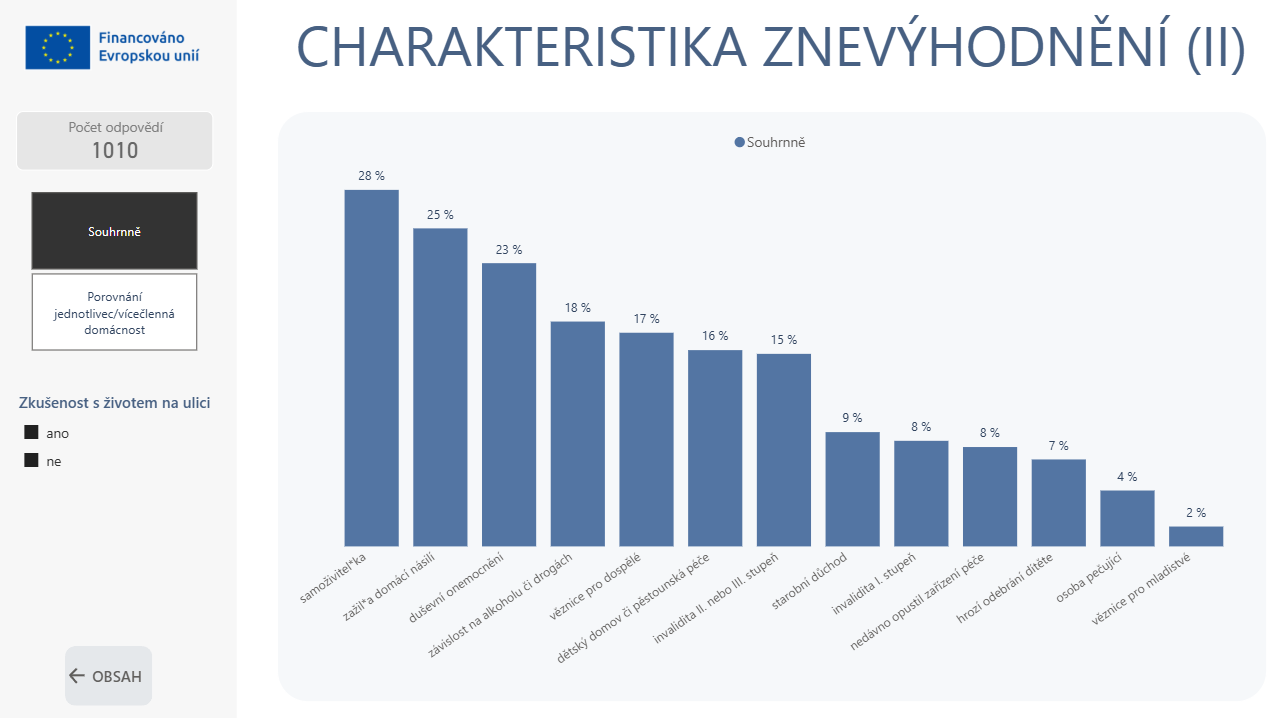 Financováno
Evropskou unií
CHARAKTERISTIKA ZNEVÝHODNĚNÍ (II)
Počet odpovědí
1010
Souhrnně
Porovnání
jednotlivec/vícečlenná
domácnost
Zkušenost s životem na ulici
ano
ne
OBSAH
Souhrnně
28 %
25 %
23 %
18 %
17 %
16 %
15 %
9 %
8 %
8 %
7 %
4 %
2 %
samoživitel*ka
zažil*a domácí násilí
duševní onemocnění
závislost na alkoholu či drogách
věznice pro dospělé
dětský domov či pěstounská péče
invalidita II. nebo III. stupeň
starobní důchod
invalidita I. stupeň
nedávno opustil zařízení péče
hrozí odebrání dítěte
osoba pečující
věznice pro mladistvé